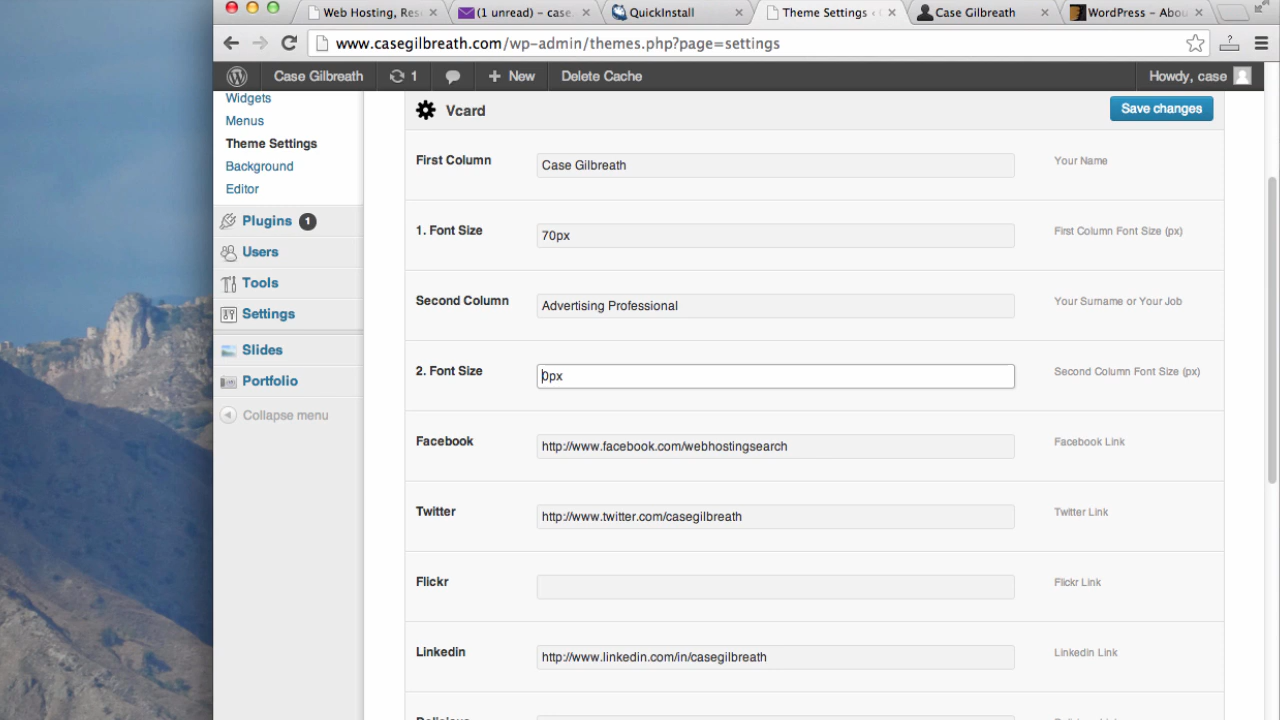 Web Hosting, Res
(1 unread) – case
QuickInstall
Theme Settings ‹ C
Case Gilbreath
WordPress – Abou
www.casegilbreath.com/wp-admin/themes.php?page=settings
Case Gilbreath 1 New Delete Cache Howdy, case
Widgets
Menus
Theme Settings
Background
Editor
Plugins 1
Users
Tools
Settings
Slides
Portfolio
Collapse menu
Vcard Save changes
First Column Case Gilbreath Your Name
1. Font Size 70px First Column Font Size (px)
Second Column Advertising Professional Your Surname or Your Job
2. Font Size 0px Second Column Font Size (px)
Facebook http://www.facebook.com/webhostingsearch Facebook Link
Twitter http://www.twitter.com/casegilbreath Twitter Link
Flickr Flickr Link
Linkedin http://www.linkedin.com/in/casegilbreath Linkedin Link